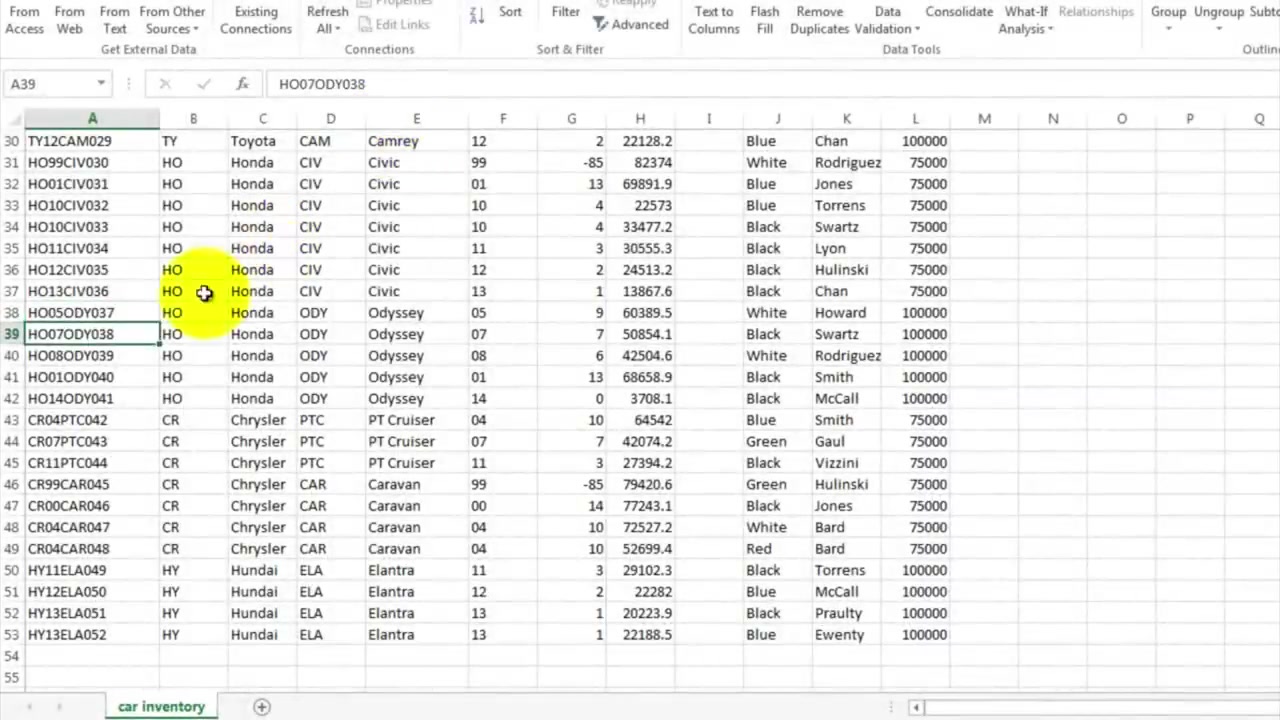 From From From From Other Existing Refresh Properties Sort Filter Reapply Text to Flash Remove Data Consolidate What-If Relationships Group Ungroup
Access Web Text Sources Connections All Edit Links Advanced Columns Fill Duplicates Validation Analysis
Get External Data Connections Sort & Filter Data Tools
A39 fx HO07ODY038
A B C D E F G H I J K L M N O P Q
30 TY12CAM029 TY Toyota CAM Camrey 12 2 22128.2 Blue Chan 100000
31 HO99CIV030 HO Honda CIV Civic 99 -85 82374 White Rodriguez 75000
32 HO01CIV031 HO Honda CIV Civic 01 13 69891.9 Blue Jones 75000
33 HO10CIV032 HO Honda CIV Civic 10 4 22573 Blue Torrens 75000
34 HO10CIV033 HO Honda CIV Civic 10 4 33477.2 Black Swartz 75000
35 HO11CIV034 HO Honda CIV Civic 11 3 30555.3 Black Lyon 75000
36 HO12CIV035 HO Honda CIV Civic 12 2 24513.2 Black Hulinski 75000
37 HO13CIV036 HO Honda CIV Civic 13 1 13867.6 Black Chan 75000
38 HO05ODY037 HO Honda ODY Odyssey 05 9 60389.5 White Howard 100000
39 HO07ODY038 HO Honda ODY Odyssey 07 7 50854.1 Black Swartz 100000
40 HO08ODY039 HO Honda ODY Odyssey 08 6 42504.6 White Rodriguez 100000
41 HO01ODY040 HO Honda ODY Odyssey 01 13 68658.9 Black Smith 100000
42 HO14ODY041 HO Honda ODY Odyssey 14 0 3708.1 Black McCall 100000
43 CR04PTC042 CR Chrysler PTC PT Cruiser 04 10 64542 Blue Smith 75000
44 CR07PTC043 CR Chrysler PTC PT Cruiser 07 7 42074.2 Green Gaul 75000
45 CR11PTC044 CR Chrysler PTC PT Cruiser 11 3 27394.2 Black Vizzini 75000
46 CR99CAR045 CR Chrysler CAR Caravan 99 -85 79420.6 Green Hulinski 75000
47 CR00CAR046 CR Chrysler CAR Caravan 00 14 77243.1 Black Jones 75000
48 CR04CAR047 CR Chrysler CAR Caravan 04 10 72527.2 White Bard 75000
49 CR04CAR048 CR Chrysler CAR Caravan 04 10 52699.4 Red Bard 75000
50 HY11ELA049 HY Hundai ELA Elantra 11 3 29102.3 Black Torrens 100000
51 HY12ELA050 HY Hundai ELA Elantra 12 2 22282 Blue McCall 100000
52 HY13ELA051 HY Hundai ELA Elantra 13 1 20223.9 Black Praulty 100000
53 HY13ELA052 HY Hundai ELA Elantra 13 1 22188.5 Blue Ewenty 100000
54
55
car inventory